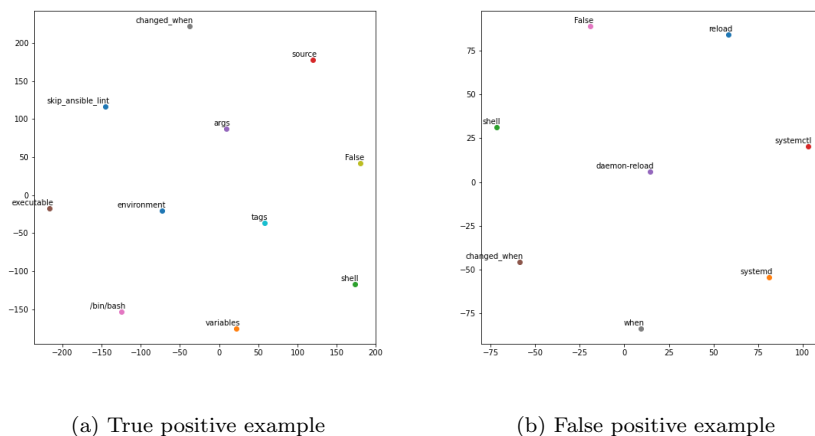 changed_when
source
skip_ansible_lint
args
False
executable
environment
tags
shell
/bin/bash
variables
200
150
100
50
0
−50
−100
−150
−200 −150 −100 −50 0 50 100 150 200
(a) True positive example
False
reload
shell
systemctl
daemon-reload
changed_when
systemd
when
75
50
25
0
−25
−50
−75
−75 −50 −25 0 25 50 75 100
(b) False positive example